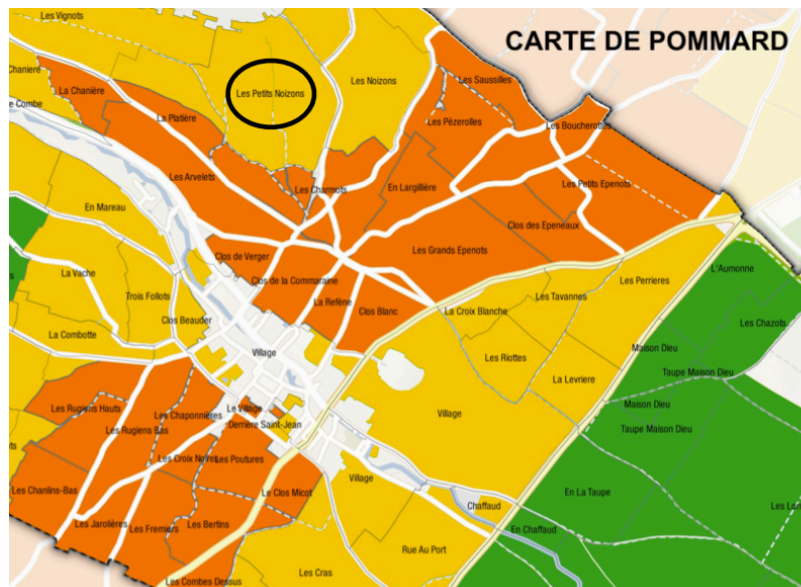 Les Vignots
CARTE DE POMMARD
Les Noizons
Les Saussilles
La Chanière
Les Petits Noizons
La Platière
Les Pézerolles
Les Boucherottes
Les Arvelets
Les Charmots
En Largillière
Les Petits Epenots
En Mareau
Clos des Epeneaux
Clos de Verger
Les Grands Epenots
La Vache
Clos de la Commaraine
L'Aumonne
Les Perrieres
Trois Follots
La Refène
Les Tavannes
Clos Blanc
La Croix Blanche
Clos Beauder
Les Chazots
La Combotte
Maison Dieu
Village
Les Riottes
Taupe Maison Dieu
La Levriere
Les Rugiens Hauts
Le Village
Maison Dieu
Les Chaponnières
Village
Derrière Saint-Jean
Les Rugiens Bas
Taupe Maison Dieu
Les Croix Noires
Les Poutures
Village
Les Chanlins-Bas
Le Clos Micot
En La Taupe
Chaffaud
Les Jarolières
Les Fremiers
Les Bertins
En Chaffaud
Rue Au Port
Les Cras
Les Combes Dessus